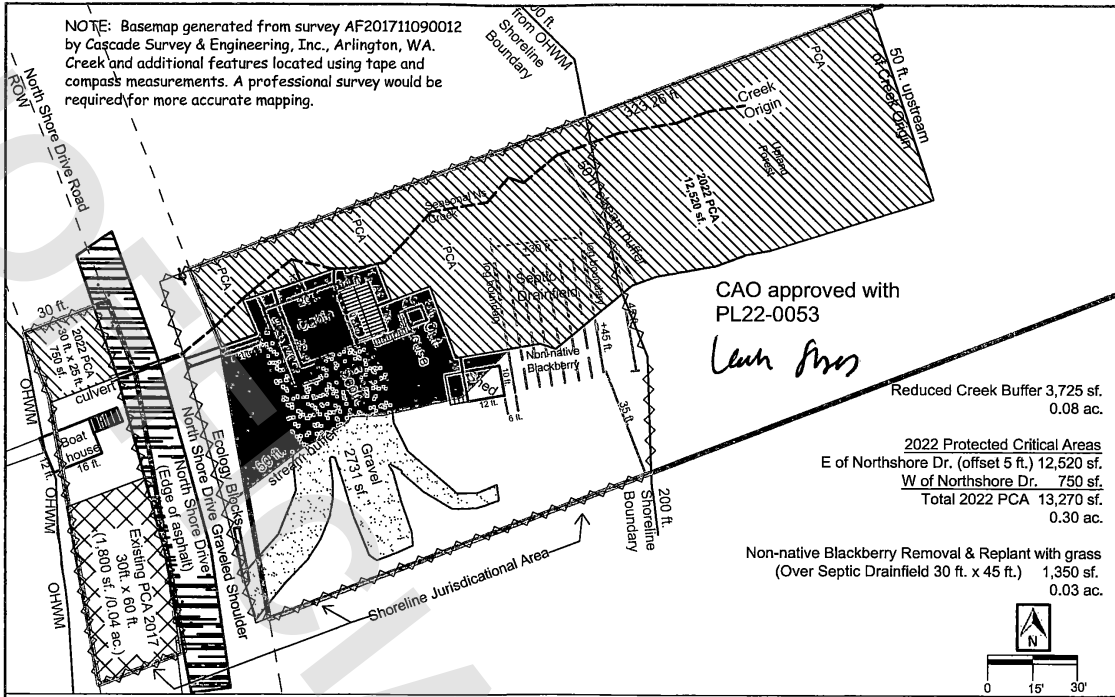 NOTE: Basemap generated from survey AF201711090012
by Cascade Survey & Engineering, Inc., Arlington, WA.
Creek and additional features located using tape and
compass measurements. A professional survey would be
required for more accurate mapping.
from OHWM
Shoreline
Boundary
North Shore Drive Road
ROW
PCA
323.26 ft.
Creek
Origin
50 ft. upstream
of Creek Origin
Upland
Forest
2022 PCA
12,520 sf.
Seasonal Ns
Creek
50 ft. stream buffer
PCA
PCA
PCA
30 ft.
Septic
Drainfield
45 ft.
+45 ft.
Non-native
Blackberry
Shed
10 ft.
12 ft.
6 ft.
35 ft.
30 ft.
2022 PCA
30 ft. x 25 ft.
750 sf.
culvert
OHWM
Boat
house
16 ft.
12 ft.
OHWM
OHWM
Existing PCA 2017
30ft. x 60 ft.
(1,800 sf. /0.04 ac.)
North Shore Drive
(Edge of asphalt)
North Shore Drive Graveled Shoulder
Ecology Blocks
stream buffer
Gravel
2731 sf.
200 ft.
Shoreline
Boundary
Shoreline Jurisdicational Area
CAO approved with
PL22-0053
Reduced Creek Buffer 3,725 sf.
0.08 ac.
2022 Protected Critical Areas
E of Northshore Dr. (offset 5 ft.) 12,520 sf.
W of Northshore Dr. 750 sf.
Total 2022 PCA 13,270 sf.
0.30 ac.
Non-native Blackberry Removal & Replant with grass
(Over Septic Drainfield 30 ft. x 45 ft.) 1,350 sf.
0.03 ac.
N
0 15' 30'